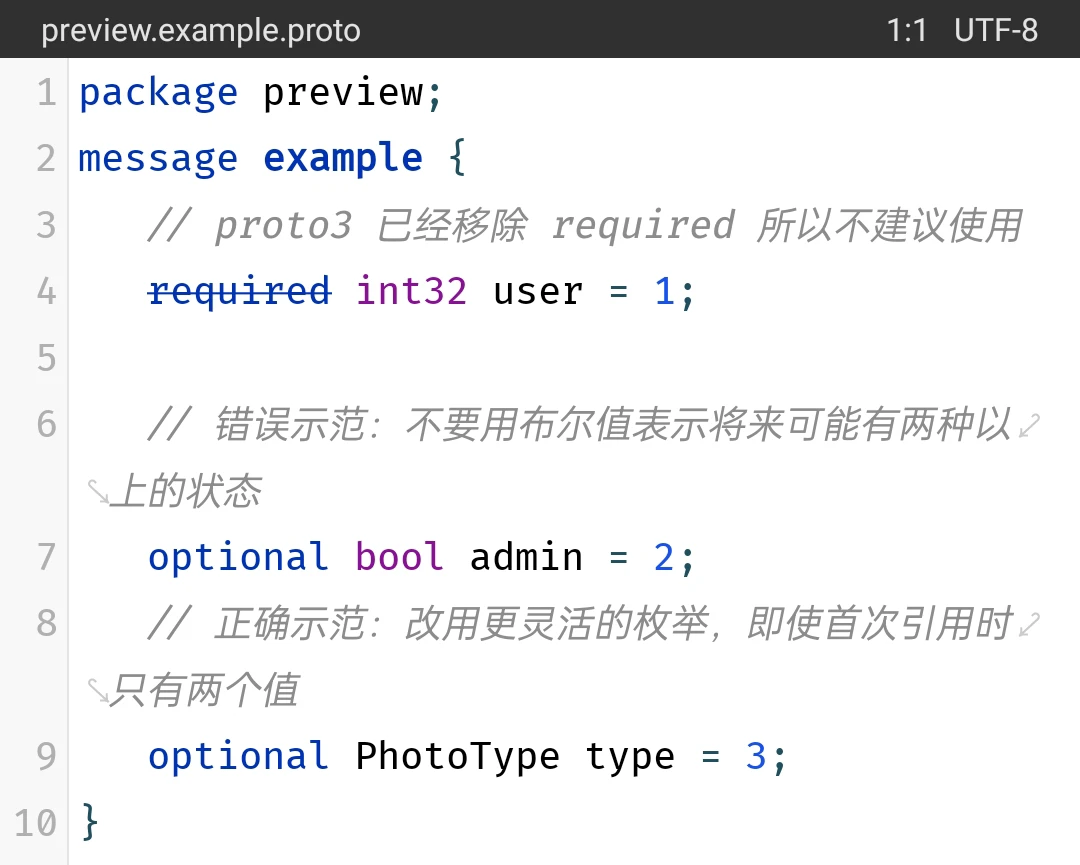 preview.example.proto 1:1 UTF-8
1 package preview;
2 message example {
3 // proto3 已经移除 required 所以不建议使用
4 required int32 user = 1;
5
6 // 错误示范：不要用布尔值表示将来可能有两种以
上的状态
7 optional bool admin = 2;
8 // 正确示范：改用更灵活的枚举，即使首次引用时
只有两个值
9 optional PhotoType type = 3;
10 }